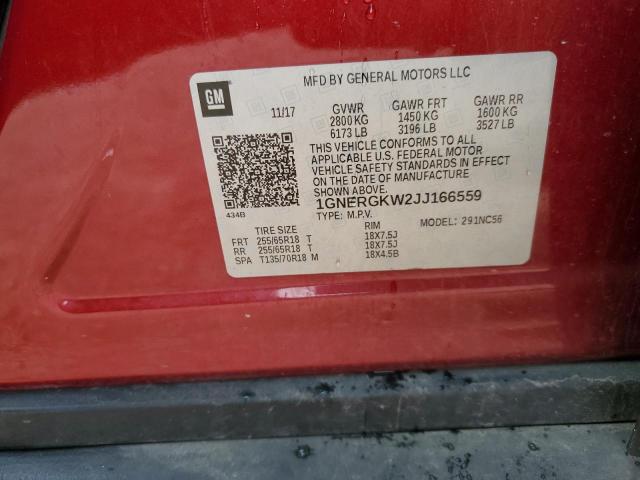 MFD BY GENERAL MOTORS LLC
GM
11/17 GVWR GAWR FRT GAWR RR
2800 KG 1450 KG 1600 KG
6173 LB 3196 LB 3527 LB
THIS VEHICLE CONFORMS TO ALL
APPLICABLE U.S. FEDERAL MOTOR
VEHICLE SAFETY STANDARDS IN EFFECT
ON THE DATE OF MANUFACTURE
SHOWN ABOVE.
1GNERGKW2JJ166559
434B
TYPE: M.P.V. MODEL: 291NC56
TIRE SIZE RIM
FRT 255/65R18 T 18X7.5J
RR 255/65R18 T 18X7.5J
SPA T135/70R18 M 18X4.5B